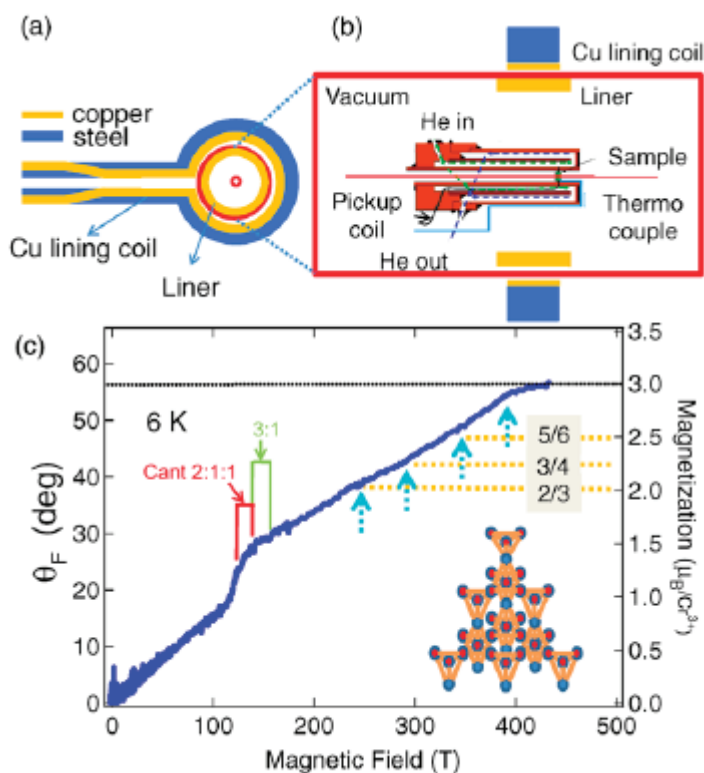 (a)
copper
steel
Cu lining coil
Liner
(b)
Cu lining coil
Vacuum
Liner
He in
Sample
Pickup
coil
Thermo
couple
He out
(c)
θF (deg)
60
50
40
30
20
10
0
6 K
Cant 2:1:1
3:1
5/6
3/4
2/3
3.5
3.0
2.5
2.0
1.5
1.0
0.5
0.0
Magnetization (μB/Cr3+)
0
100
200
300
400
500
Magnetic Field (T)